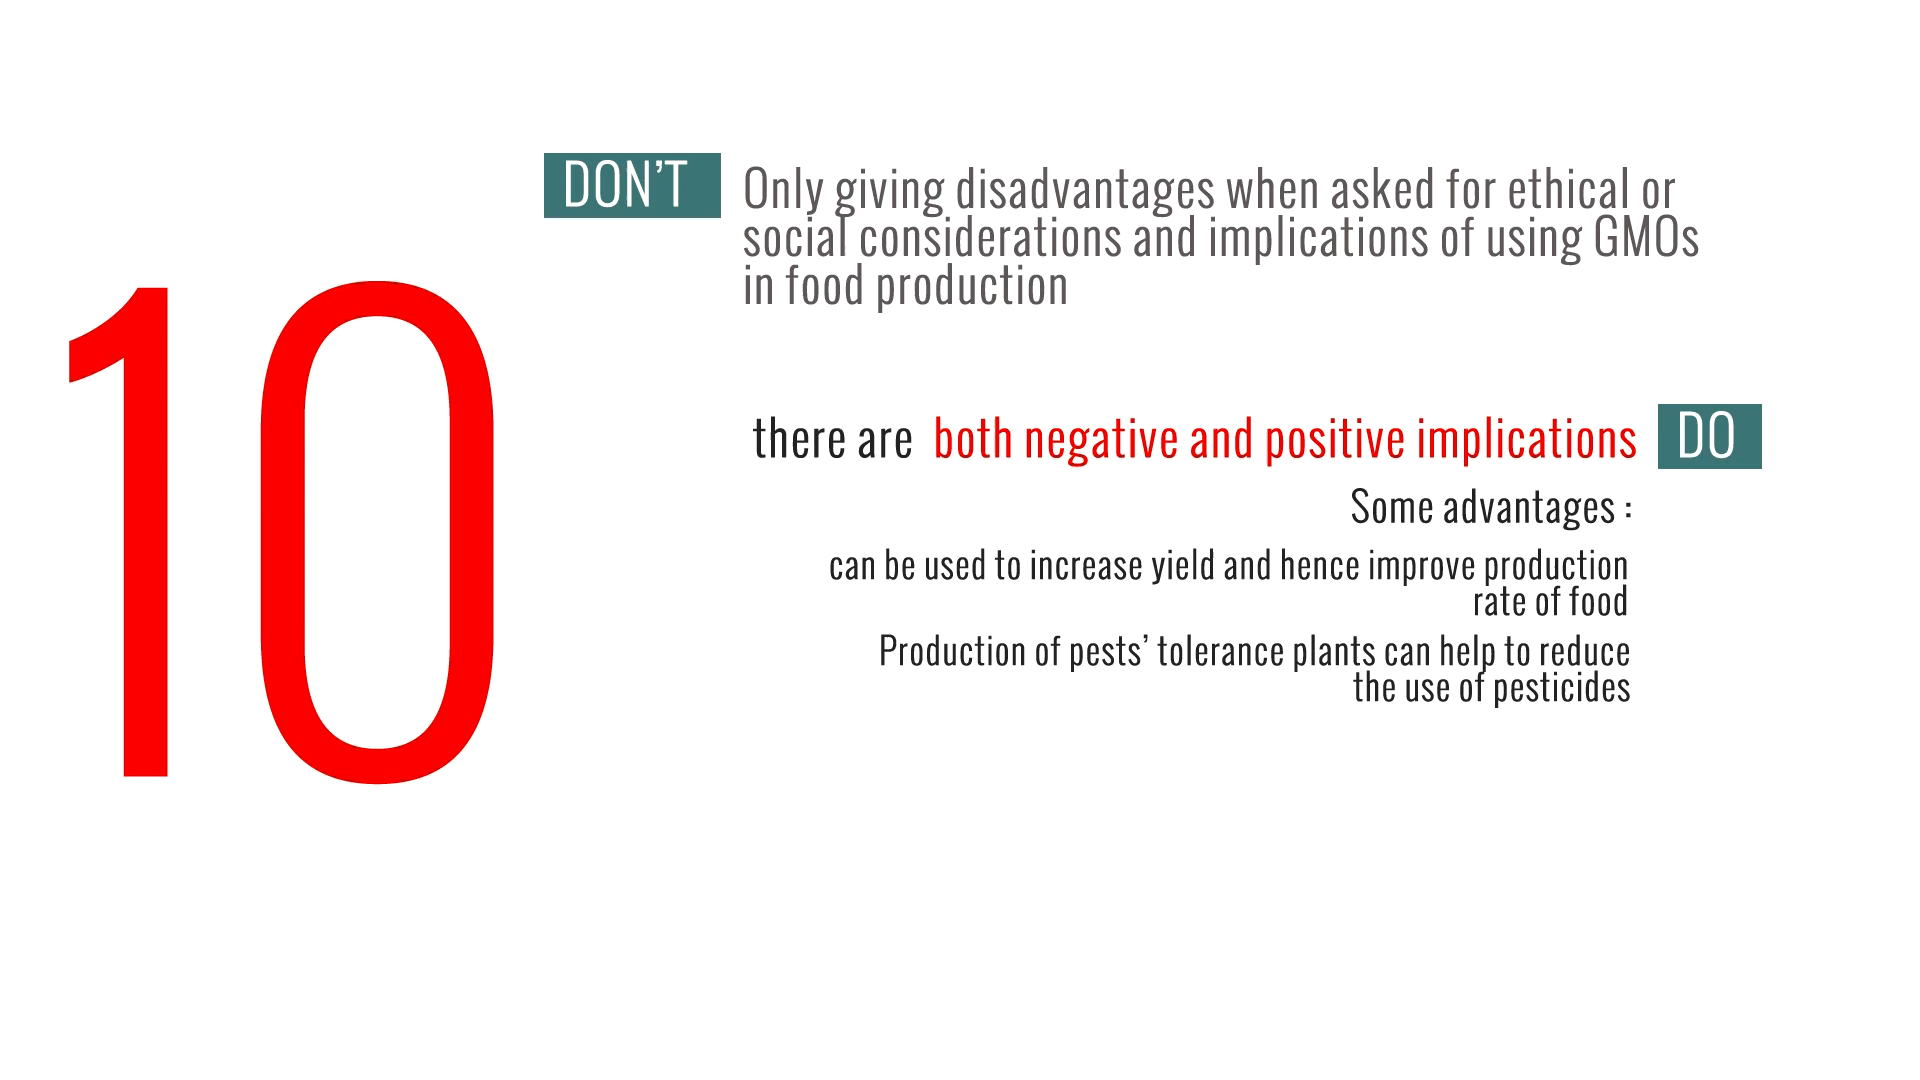 10
DON’T
Only giving disadvantages when asked for ethical or
social considerations and implications of using GMOs
in food production
there are both negative and positive implications
DO
Some advantages :
can be used to increase yield and hence improve production
rate of food
Production of pests’ tolerance plants can help to reduce
the use of pesticides